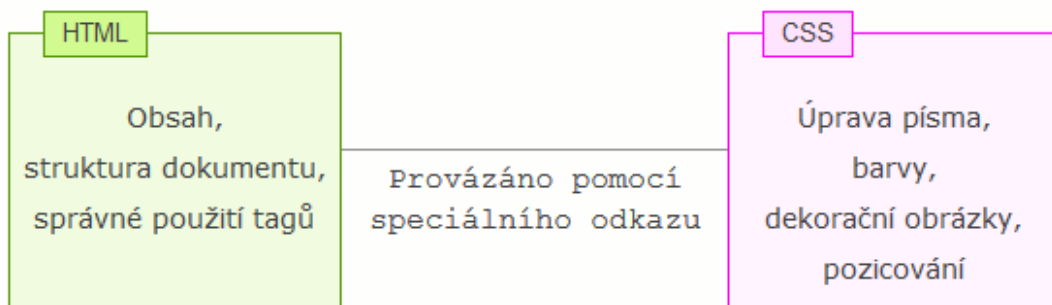 HTML
Obsah,
struktura dokumentu,
správné použití tagů
Provázáno pomocí
speciálního odkazu
CSS
Úprava písma,
barvy,
dekorační obrázky,
pozicování